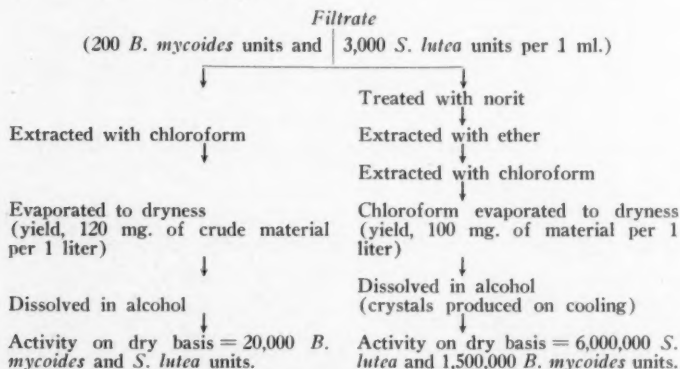 Filtrate
(200 B. mycoides units and 3,000 S. lutea units per 1 ml.)
Extracted with chloroform
Evaporated to dryness
(yield, 120 mg. of crude material
per 1 liter)
Dissolved in alcohol
Activity on dry basis = 20,000 B.
mycoides and S. lutea units.
Treated with norit
Extracted with ether
Extracted with chloroform
Chloroform evaporated to dryness
(yield, 100 mg. of material per 1
liter)
Dissolved in alcohol
(crystals produced on cooling)
Activity on dry basis = 6,000,000 S.
lutea and 1,500,000 B. mycoides units.